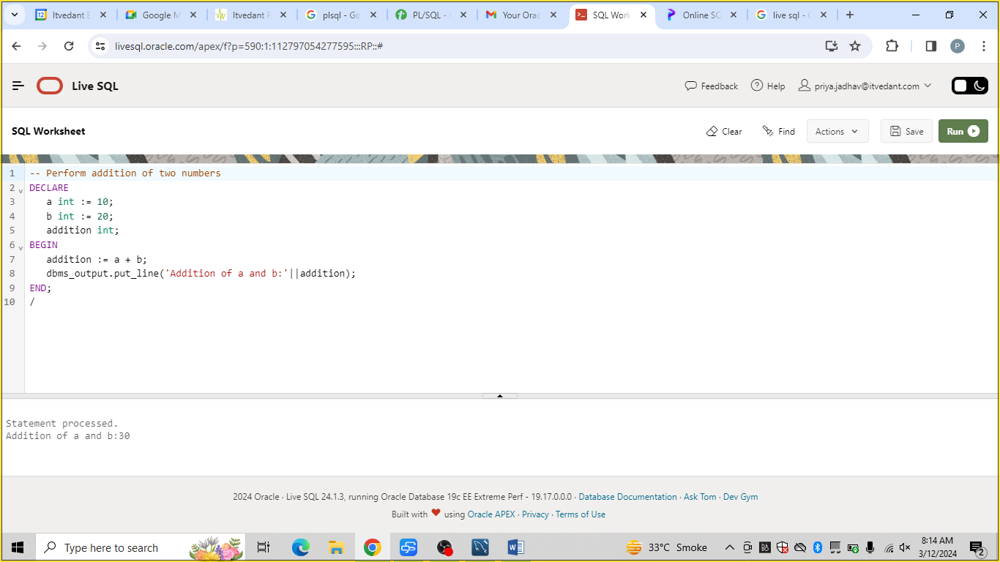 Itvedant E
Google M
Itvedant F
plsql - Go
PL/SQL -
Your Orac
SQL Work
Online SQ
live sql -
livesql.oracle.com/apex/f?p=590:1:112797054277595:::RP::#
P
Live SQL
Feedback
Help
priya.jadhav@itvedant.com
SQL Worksheet
Clear
Find
Actions
Save
Run
1 -- Perform addition of two numbers
2 DECLARE
3 a int := 10;
4 b int := 20;
5 addition int;
6 BEGIN
7 addition := a + b;
8 dbms_output.put_line('Addition of a and b:'||addition);
9 END;
10 /
Statement processed.
Addition of a and b:30
2024 Oracle · Live SQL 24.1.3, running Oracle Database 19c EE Extreme Perf - 19.17.0.0.0 · Database Documentation · Ask Tom · Dev Gym
Built with ❤ using Oracle APEX · Privacy · Terms of Use
Type here to search
33°C Smoke
8:14 AM
3/12/2024
2